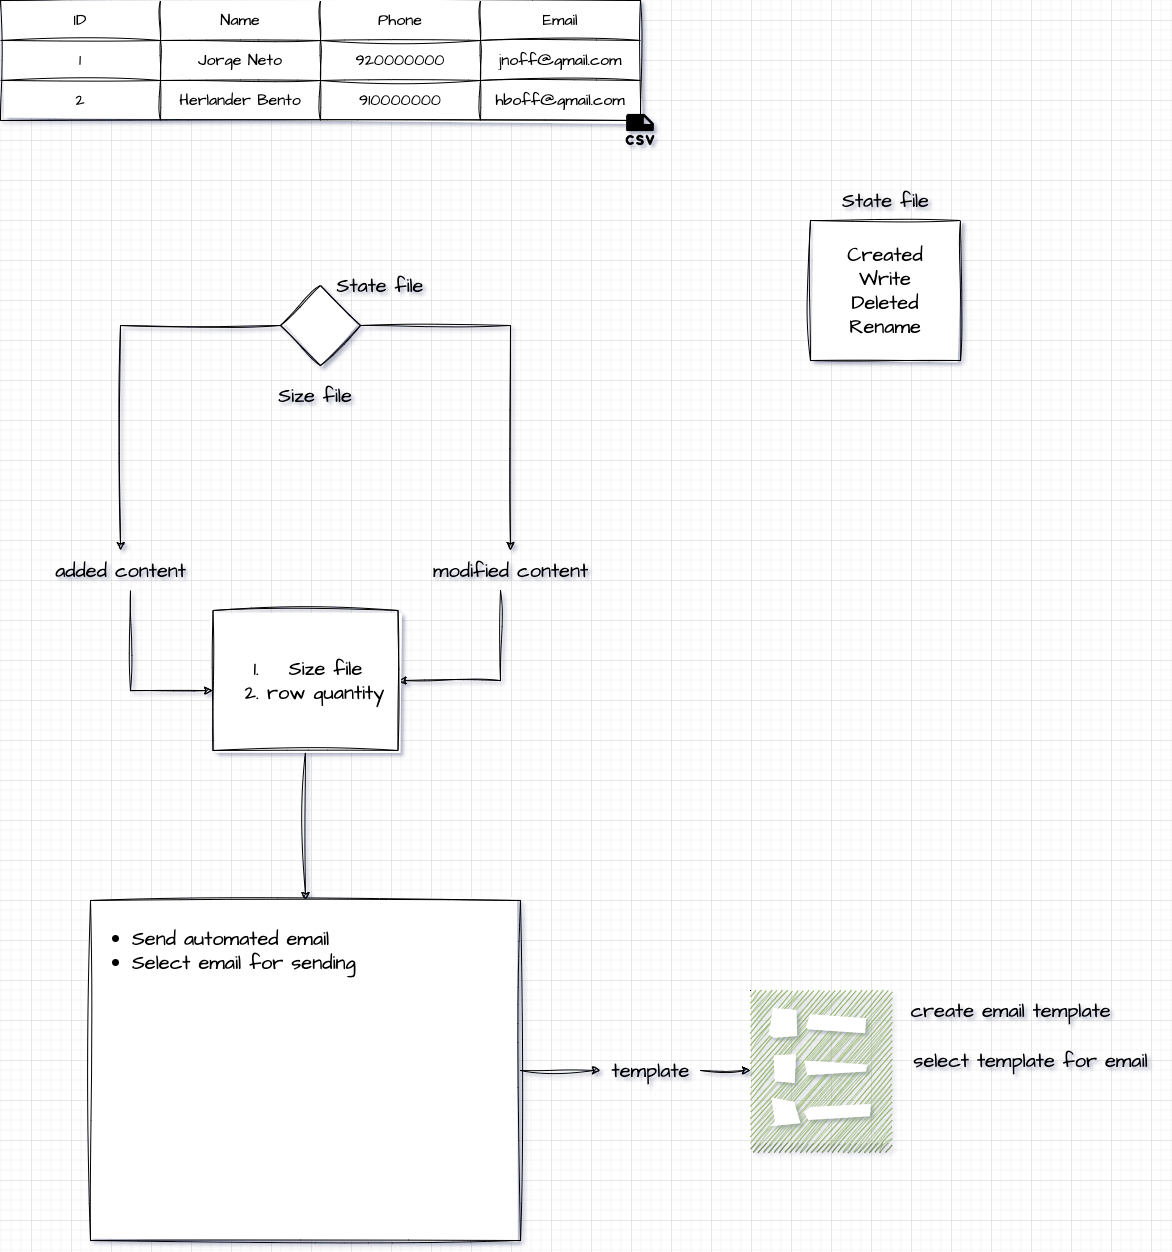 ID Name Phone Email
1 Jorge Neto 920000000 jnoff@gmail.com
2 Herlander Bento 910000000 hboff@gmail.com
CSV
State file
Created
Write
Deleted
Rename
State file
Size file
added content
modified content
1. Size file
2. row quantity
• Send automated email
• Select email for sending
template
create email template
select template for email